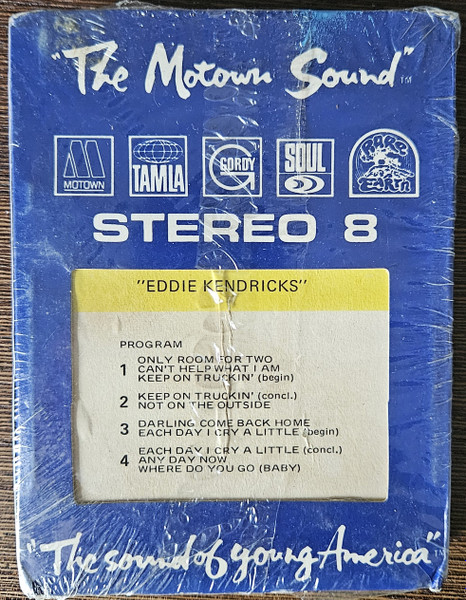 "The Motown Sound"™
MOTOWN TAMLA GORDY SOUL RARE EARTH
STEREO 8
"EDDIE KENDRICKS"
PROGRAM
1 ONLY ROOM FOR TWO
CAN'T HELP WHAT I AM
KEEP ON TRUCKIN' (begin)
2 KEEP ON TRUCKIN' (concl.)
NOT ON THE OUTSIDE
3 DARLING COME BACK HOME
EACH DAY I CRY A LITTLE (begin)
4 EACH DAY I CRY A LITTLE (concl.)
ANY DAY NOW
WHERE DO YOU GO (BABY)
"The sound of young America"